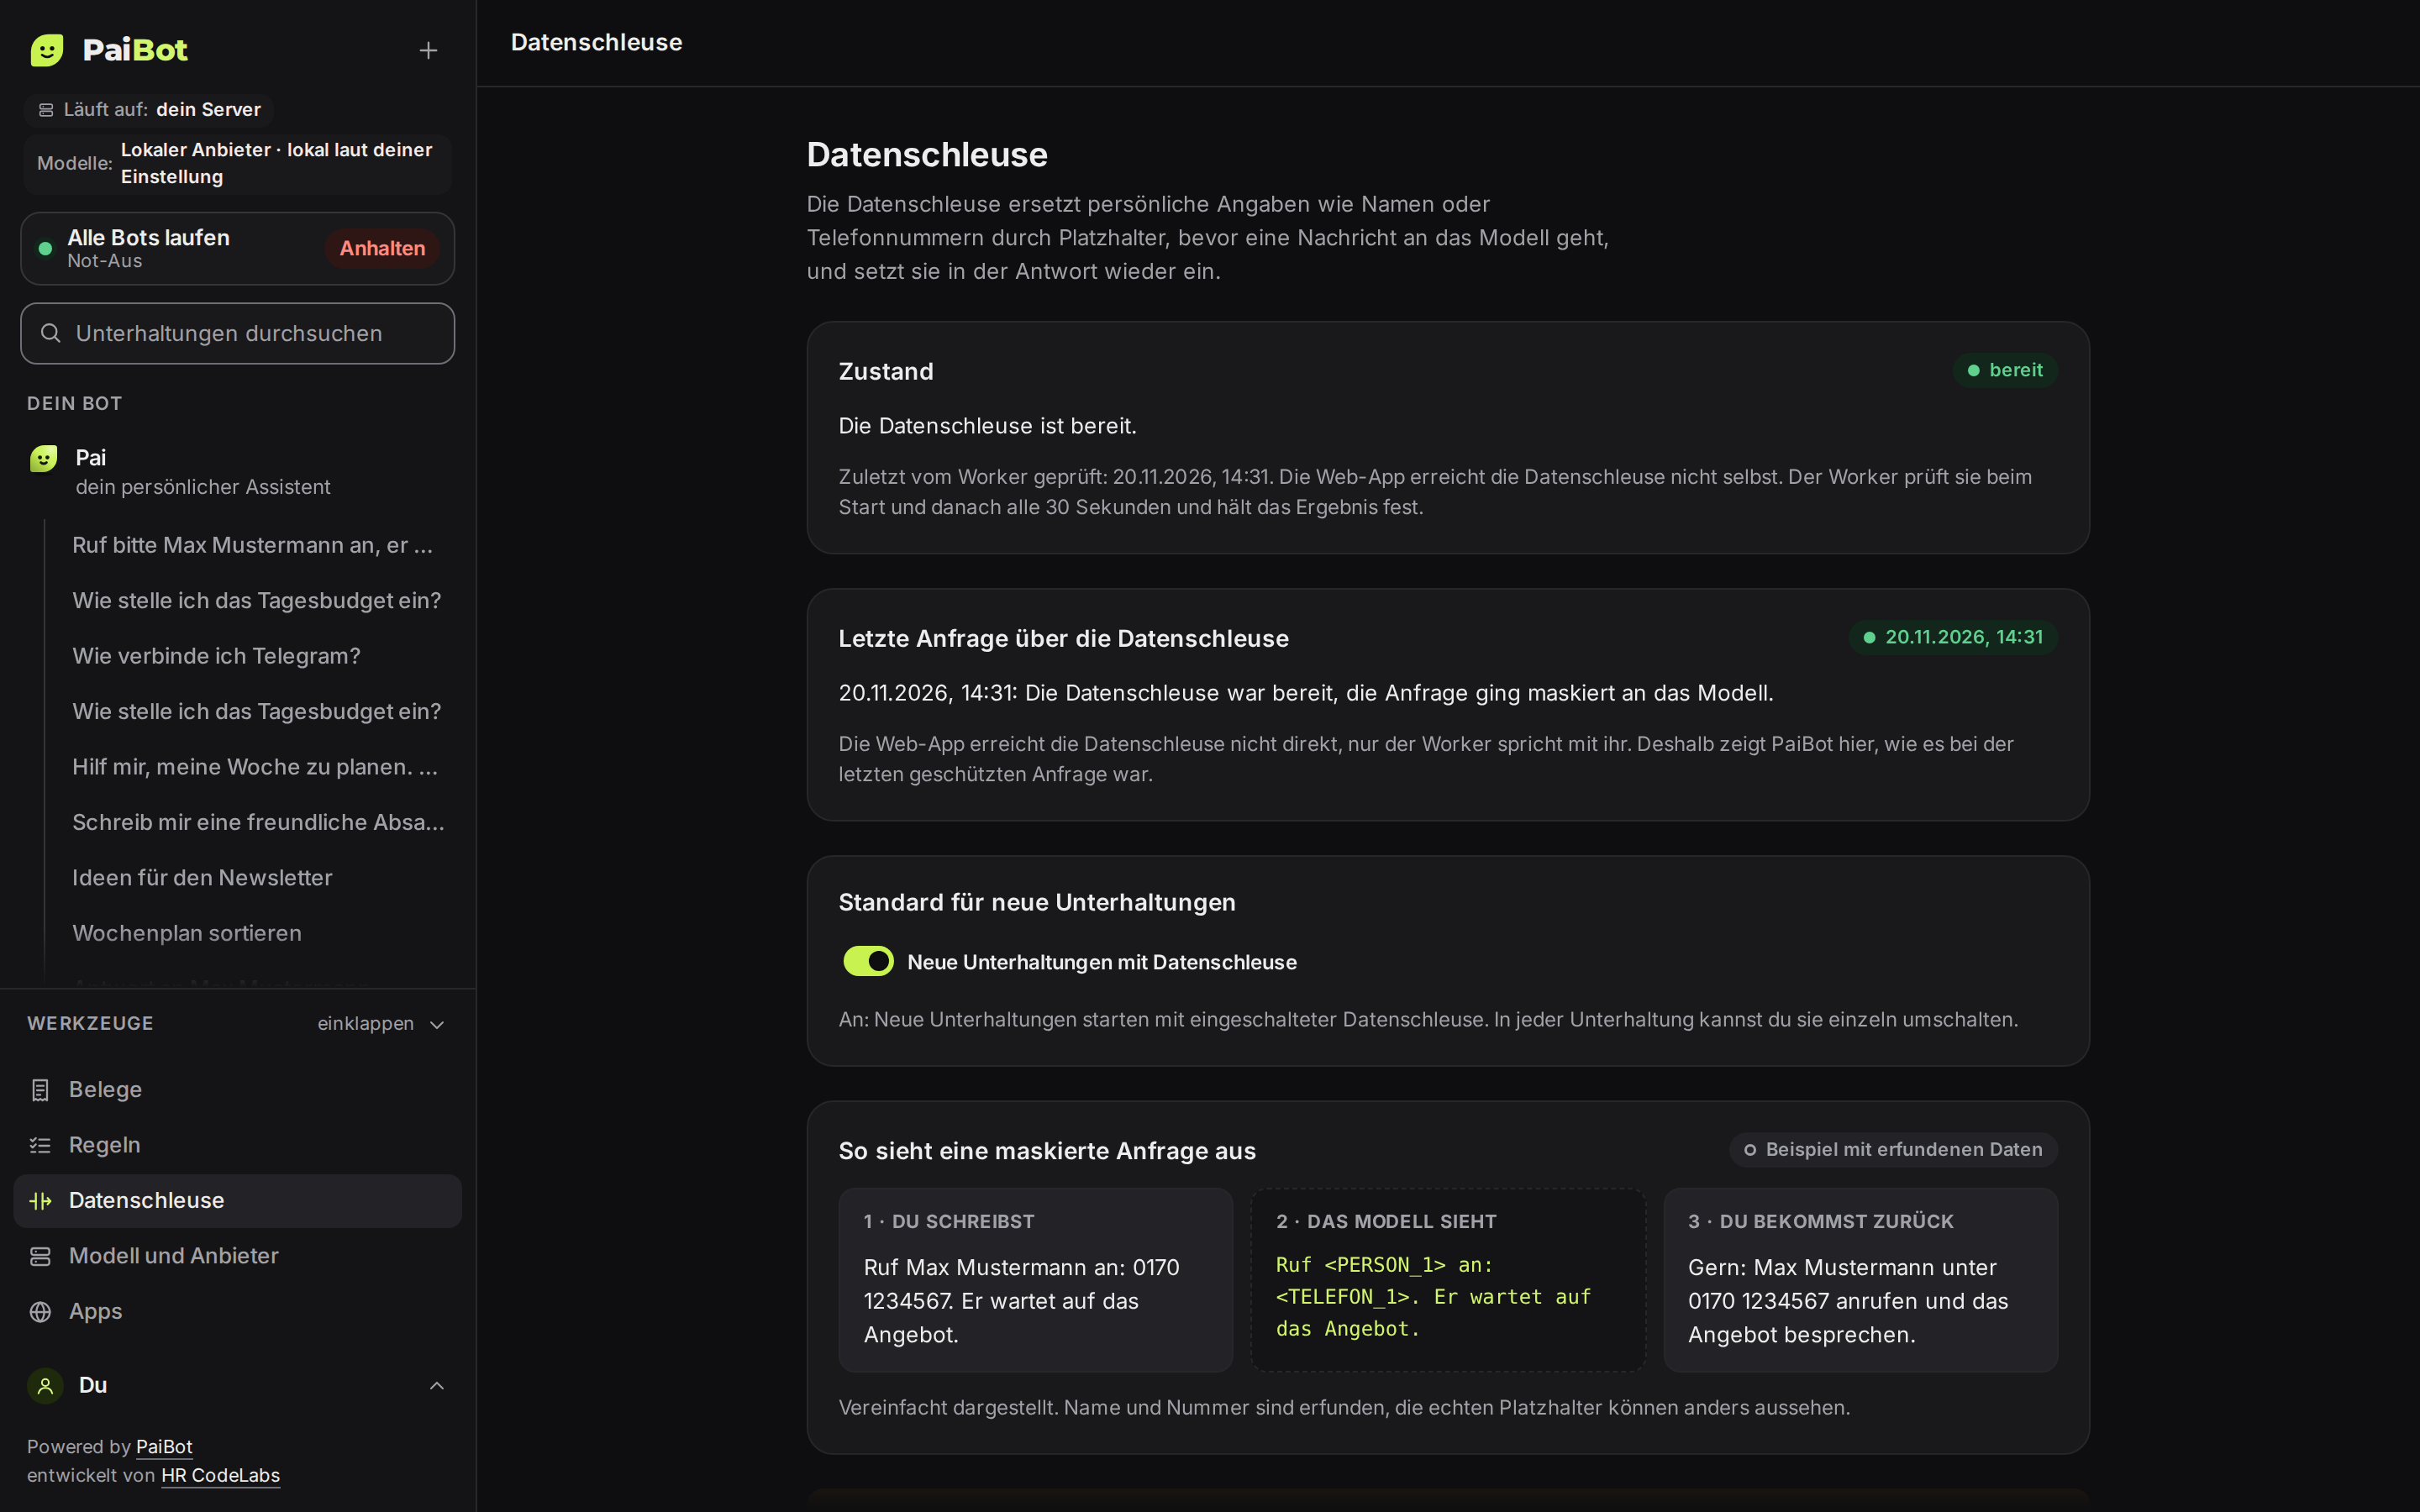 PaiBot
Läuft auf: dein Server
Modelle: Lokaler Anbieter · lokal laut deiner
Einstellung
Alle Bots laufen
Not-Aus
Anhalten
Unterhaltungen durchsuchen
DEIN BOT
Pai
dein persönlicher Assistent
Ruf bitte Max Mustermann an, er ...
Wie stelle ich das Tagesbudget ein?
Wie verbinde ich Telegram?
Wie stelle ich das Tagesbudget ein?
Hilf mir, meine Woche zu planen. ...
Schreib mir eine freundliche Absa...
Ideen für den Newsletter
Wochenplan sortieren
WERKZEUGE
einklappen
Belege
Regeln
Datenschleuse
Modell und Anbieter
Apps
Du
Powered by PaiBot
entwickelt von HR CodeLabs
Datenschleuse
Datenschleuse
Die Datenschleuse ersetzt persönliche Angaben wie Namen oder
Telefonnummern durch Platzhalter, bevor eine Nachricht an das Modell geht,
und setzt sie in der Antwort wieder ein.
Zustand
bereit
Die Datenschleuse ist bereit.
Zuletzt vom Worker geprüft: 20.11.2026, 14:31. Die Web-App erreicht die Datenschleuse nicht selbst. Der Worker prüft sie beim
Start und danach alle 30 Sekunden und hält das Ergebnis fest.
Letzte Anfrage über die Datenschleuse
20.11.2026, 14:31
20.11.2026, 14:31: Die Datenschleuse war bereit, die Anfrage ging maskiert an das Modell.
Die Web-App erreicht die Datenschleuse nicht direkt, nur der Worker spricht mit ihr. Deshalb zeigt PaiBot hier, wie es bei der
letzten geschützten Anfrage war.
Standard für neue Unterhaltungen
Neue Unterhaltungen mit Datenschleuse
An: Neue Unterhaltungen starten mit eingeschalteter Datenschleuse. In jeder Unterhaltung kannst du sie einzeln umschalten.
So sieht eine maskierte Anfrage aus
Beispiel mit erfundenen Daten
1 · DU SCHREIBST
Ruf Max Mustermann an: 0170
1234567. Er wartet auf das
Angebot.
2 · DAS MODELL SIEHT
Ruf <PERSON_1> an:
<TELEFON_1>. Er wartet auf
das Angebot.
3 · DU BEKOMMST ZURÜCK
Gern: Max Mustermann unter
0170 1234567 anrufen und das
Angebot besprechen.
Vereinfacht dargestellt. Name und Nummer sind erfunden, die echten Platzhalter können anders aussehen.